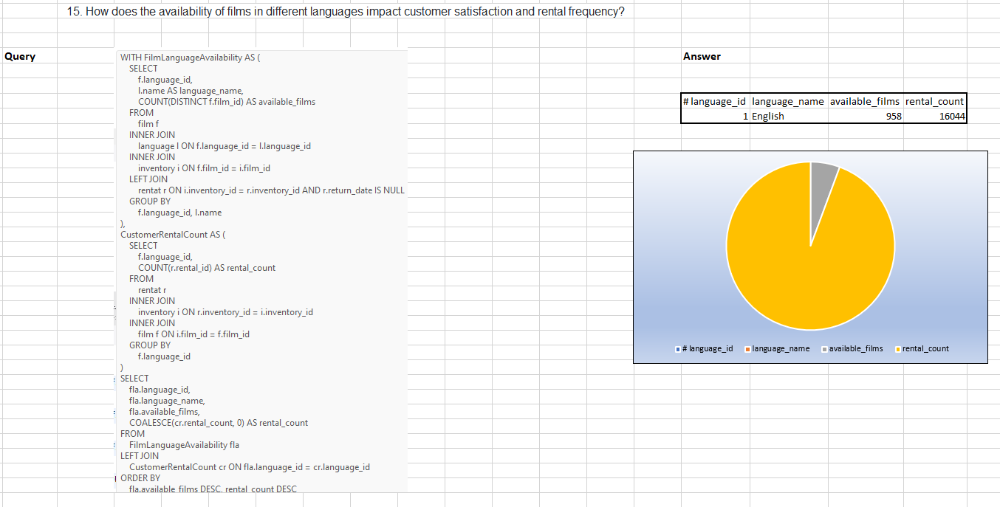 15. How does the availability of films in different languages impact customer satisfaction and rental frequency?
Query
WITH FilmLanguageAvailability AS (
SELECT
f.language_id,
l.name AS language_name,
COUNT(DISTINCT f.film_id) AS available_films
FROM
film f
INNER JOIN
language l ON f.language_id = l.language_id
INNER JOIN
inventory i ON f.film_id = i.film_id
LEFT JOIN
rentat r ON i.inventory_id = r.inventory_id AND r.return_date IS NULL
GROUP BY
f.language_id, l.name
),
CustomerRentalCount AS (
SELECT
f.language_id,
COUNT(r.rental_id) AS rental_count
FROM
rentat r
INNER JOIN
inventory i ON r.inventory_id = i.inventory_id
INNER JOIN
film f ON i.film_id = f.film_id
GROUP BY
f.language_id
)
SELECT
fla.language_id,
fla.language_name,
fla.available_films,
COALESCE(cr.rental_count, 0) AS rental_count
FROM
FilmLanguageAvailability fla
LEFT JOIN
CustomerRentalCount cr ON fla.language_id = cr.language_id
ORDER BY
fla.available_films DESC, rental_count DESC
Answer
# language_id language_name available_films rental_count
1 English 958 16044
# language_id language_name available_films rental_count